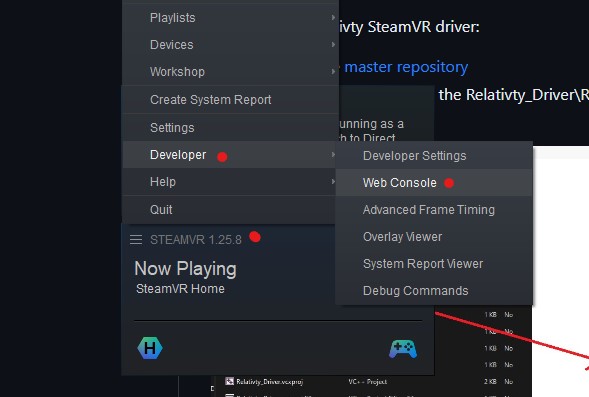 Playlists
Devices
Workshop
Create System Report
Settings
Developer
Help
Quit
ivty SteamVR driver:
master repository
the Relativty_Driver\R
unning as a
h to Direct
Developer Settings
Web Console
Advanced Frame Timing
Overlay Viewer
System Report Viewer
Debug Commands
STEAMVR 1.25.8
Now Playing
SteamVR Home
H
1 KB No
1 KB No
1 KB No
1 KB No
Relativty_Driver.vcxproj VC++ Project 2 KB No